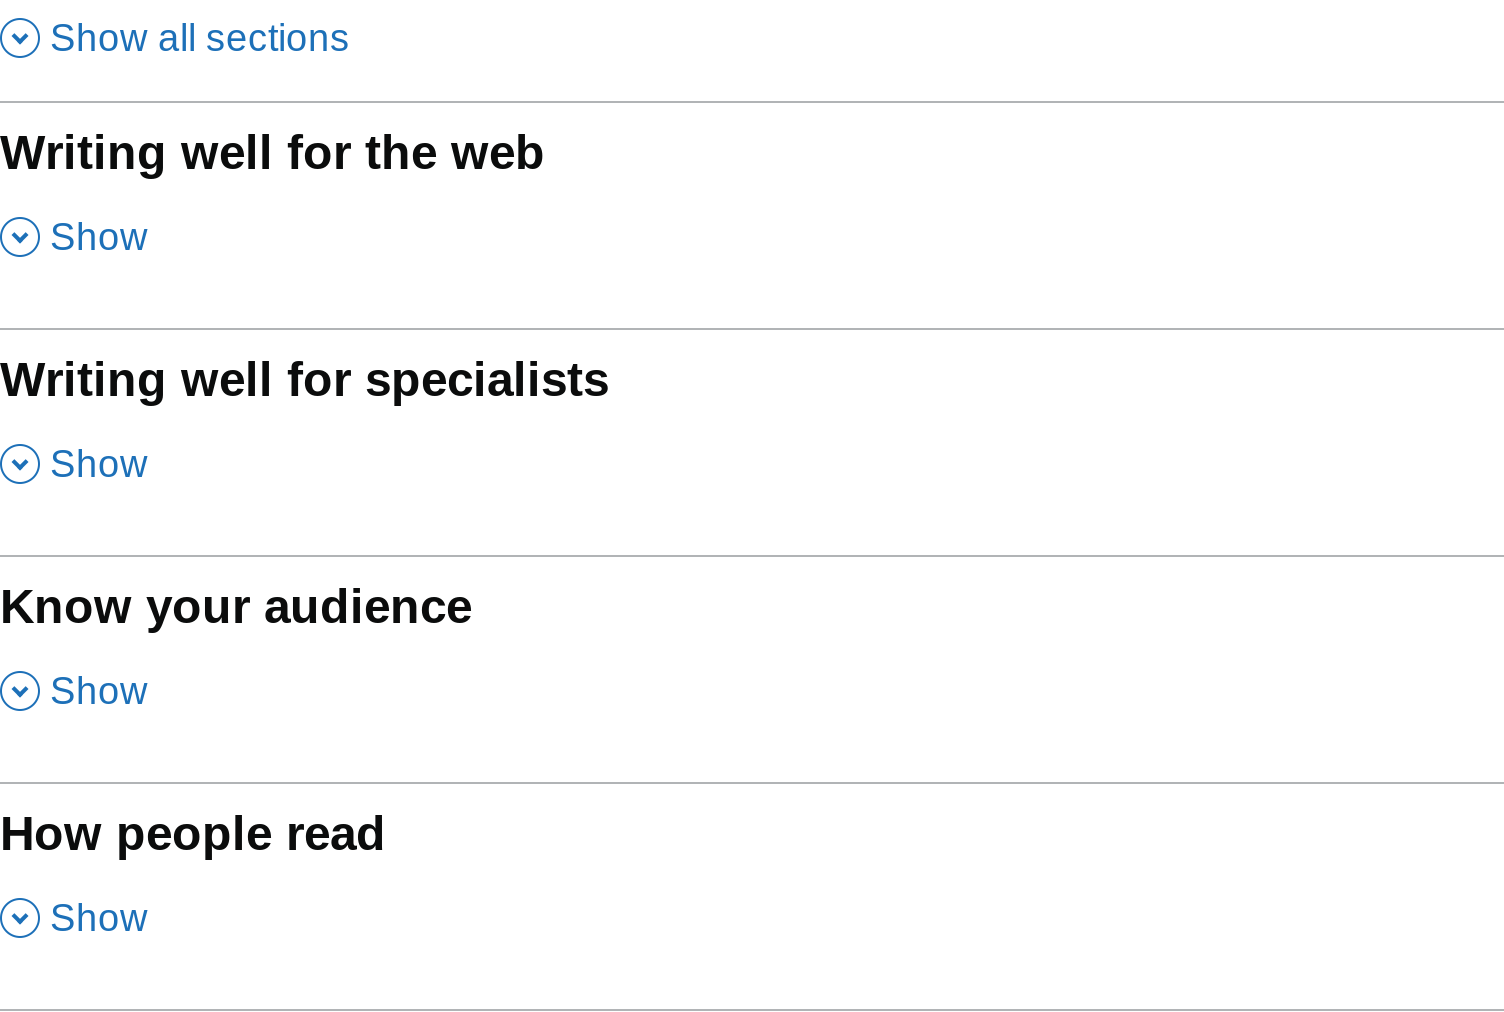 Show all sections
Writing well for the web
Show
Writing well for specialists
Show
Know your audience
Show
How people read
Show